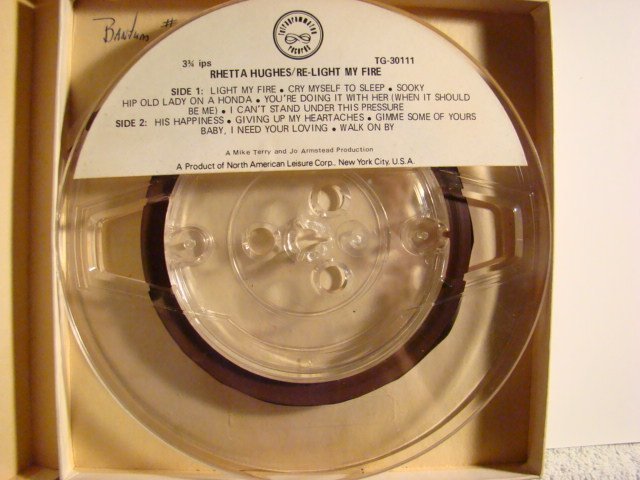 Bantum #
tetragrammaton
records
3¾ ips
TG-30111
RHETTA HUGHES/RE-LIGHT MY FIRE
SIDE 1: LIGHT MY FIRE • CRY MYSELF TO SLEEP • SOOKY
HIP OLD LADY ON A HONDA • YOU'RE DOING IT WITH HER (WHEN IT SHOULD
BE ME) • I CAN'T STAND UNDER THIS PRESSURE
SIDE 2: HIS HAPPINESS • GIVING UP MY HEARTACHES • GIMME SOME OF YOURS
BABY, I NEED YOUR LOVING • WALK ON BY
A Mike Terry and Jo Armstead Production
A Product of North American Leisure Corp., New York City, U.S.A.